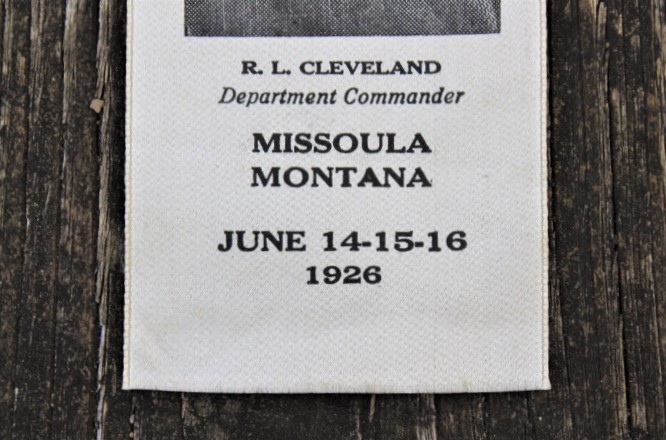 R. L. CLEVELAND
Department Commander
MISSOULA
MONTANA
JUNE 14-15-16
1926